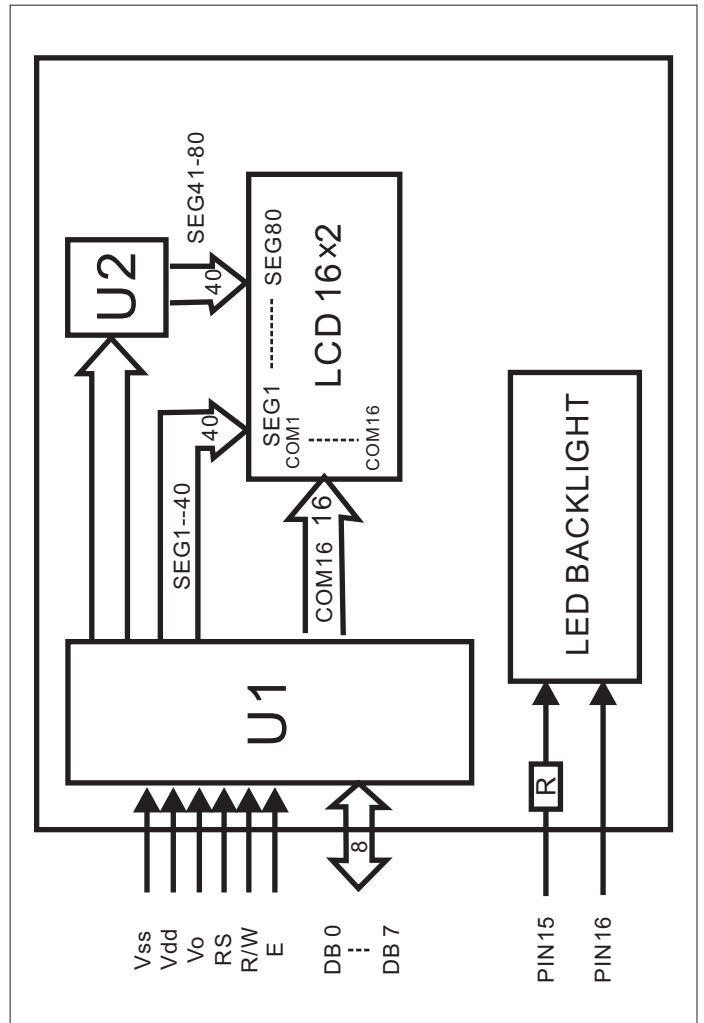 Vss
Vdd
Vo
RS
R/W
E
DB 0
DB 7
8
U1
U2
SEG1--40
40
SEG41-80
40
COM16 16
SEG1 -------- SEG80
COM1
COM16
LCD 16×2
PIN15
PIN16
R
LED BACKLIGHT